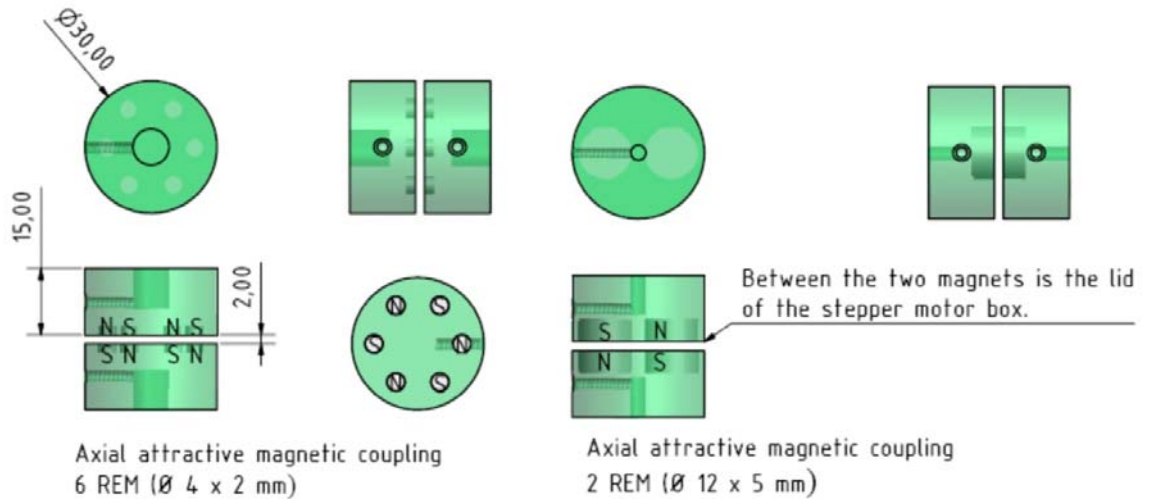 Ø30,00
15,00
2,00
N S N S
S N S N
N S
S N
N S
S N
N S
Between the two magnets is the lid
of the stepper motor box.
Axial attractive magnetic coupling
6 REM (Ø 4 x 2 mm)
Axial attractive magnetic coupling
2 REM (Ø 12 x 5 mm)